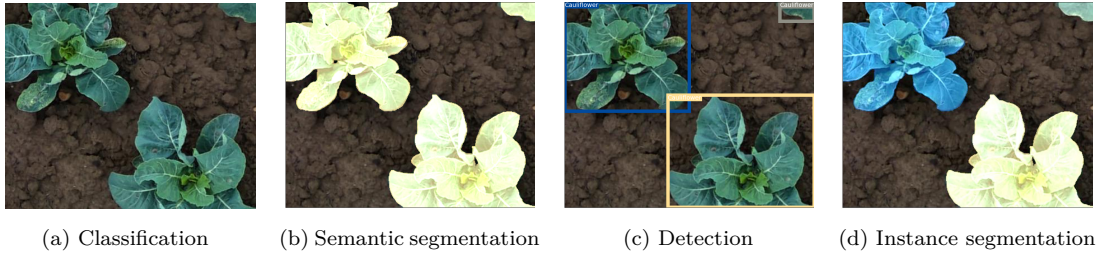 Cauliflower
Cauliflower
(a) Classification
(b) Semantic segmentation
(c) Detection
(d) Instance segmentation